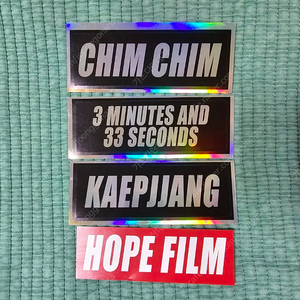 CHIM CHIM
3 MINUTES AND
33 SECONDS
KAEPJJANG
HOPE FILM